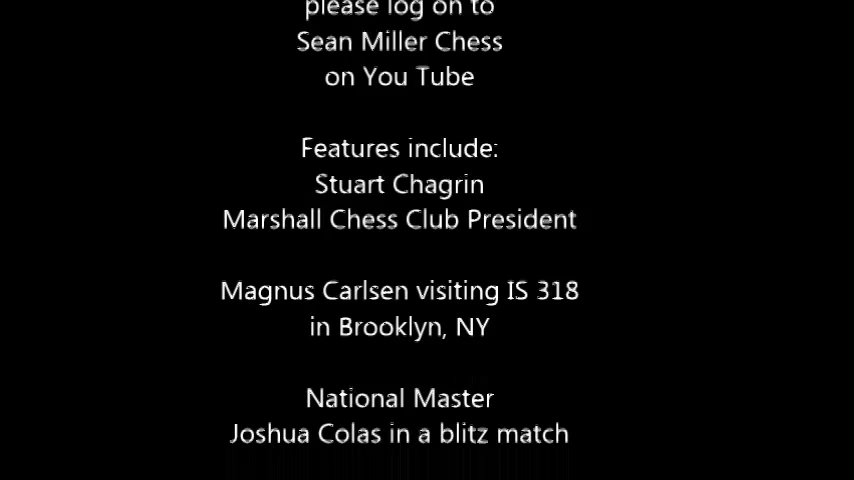 please log on to
Sean Miller Chess
on You Tube
Features include:
Stuart Chagrin
Marshall Chess Club President
Magnus Carlsen visiting IS 318
in Brooklyn, NY
National Master
Joshua Colas in a blitz match